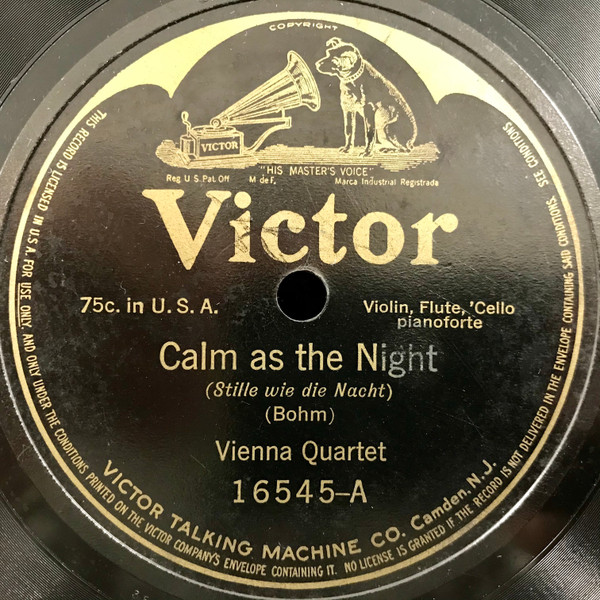 COPYRIGHT
VICTOR
"HIS MASTER'S VOICE"
Reg. U.S. Pat. Off. M de F. Marca Industrial Registrada
Victor
75c. in U. S. A.
Violin, Flute, 'Cello
pianoforte
Calm as the Night
(Stille wie die Nacht)
(Bohm)
Vienna Quartet
16545-A
VICTOR TALKING MACHINE CO. Camden, N.J.
THIS RECORD IS LICENSED IN U.S.A. FOR USE ONLY, AND ONLY UNDER THE CONDITIONS PRINTED ON THE VICTOR COMPANY'S ENVELOPE CONTAINING IT. NO LICENSE IS GRANTED IF THE RECORD IS NOT DELIVERED IN THE ENVELOPE CONTAINING SAID CONDITIONS. SEE CONDITIONS